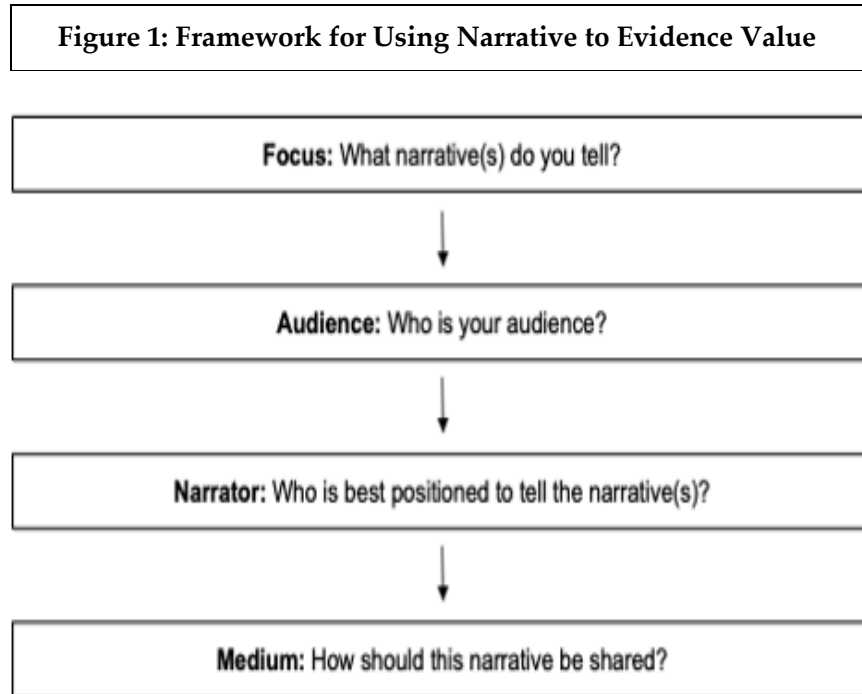 Figure 1: Framework for Using Narrative to Evidence Value
Focus: What narrative(s) do you tell?
Audience: Who is your audience?
Narrator: Who is best positioned to tell the narrative(s)?
Medium: How should this narrative be shared?